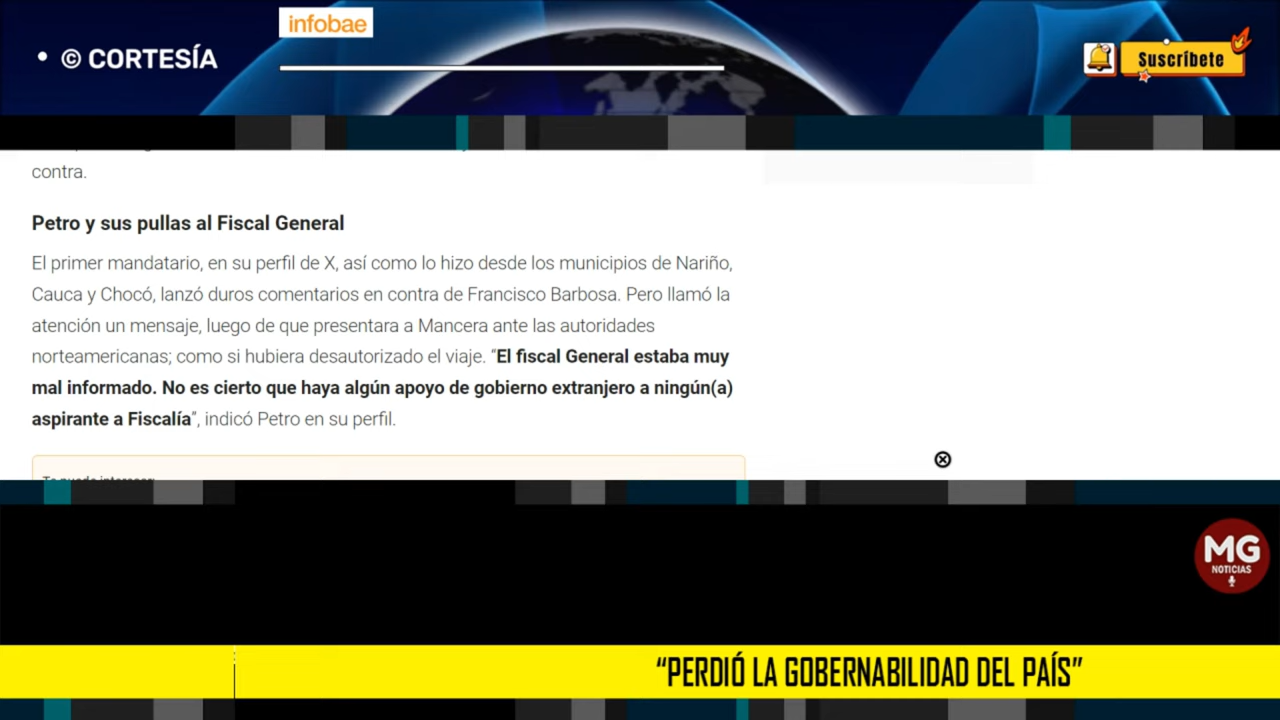 infobae
• © CORTESÍA
Suscríbete
contra.
Petro y sus pullas al Fiscal General
El primer mandatario, en su perfil de X, así como lo hizo desde los municipios de Nariño,
Cauca y Chocó, lanzó duros comentarios en contra de Francisco Barbosa. Pero llamó la
atención un mensaje, luego de que presentara a Mancera ante las autoridades
norteamericanas; como si hubiera desautorizado el viaje. “El fiscal General estaba muy
mal informado. No es cierto que haya algún apoyo de gobierno extranjero a ningún(a)
aspirante a Fiscalía”, indicó Petro en su perfil.
MG
NOTICIAS
“PERDIÓ LA GOBERNABILIDAD DEL PAÍS”